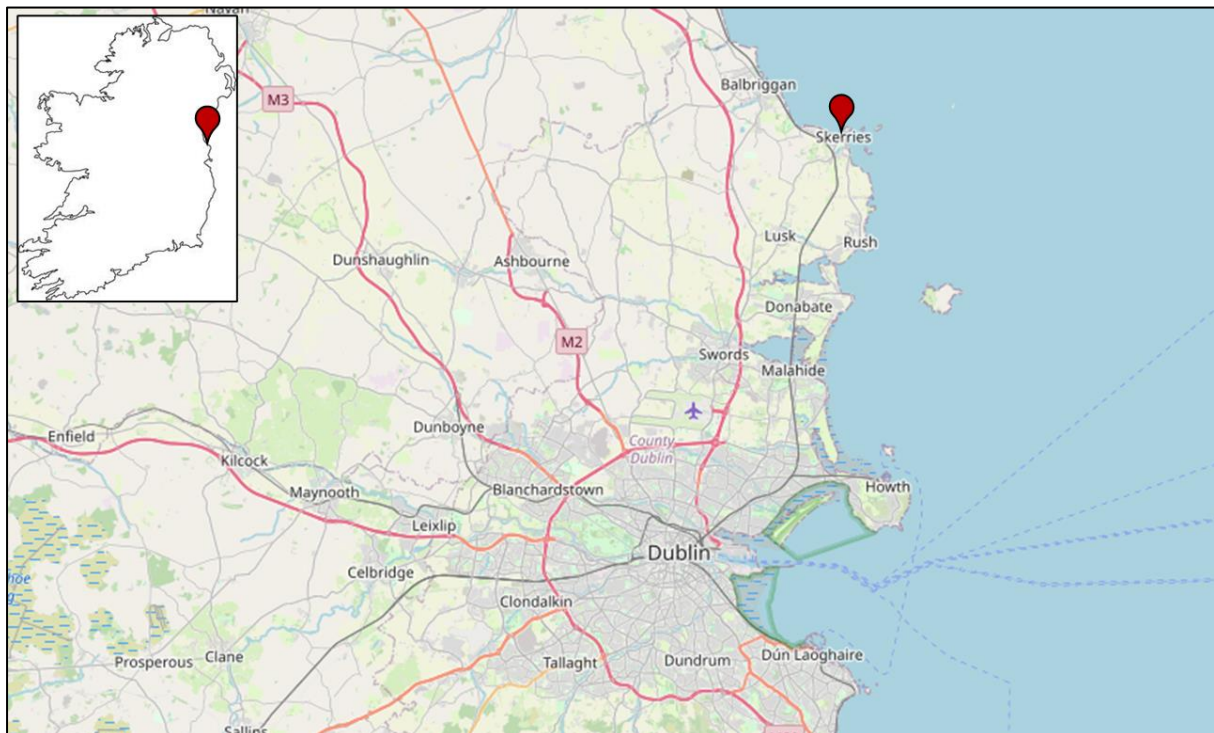 Navan
M3
Balbriggan
Skerries
Lusk
Rush
Dunshaughlin
Ashbourne
Donabate
M2
Swords
Malahide
Dunboyne
County
Dublin
Enfield
Kilcock
Maynooth
Blanchardstown
Howth
Leixlip
Dublin
Celbridge
Clondalkin
Prosperous
Clane
Tallaght
Dundrum
Dún Laoghaire
Sallins